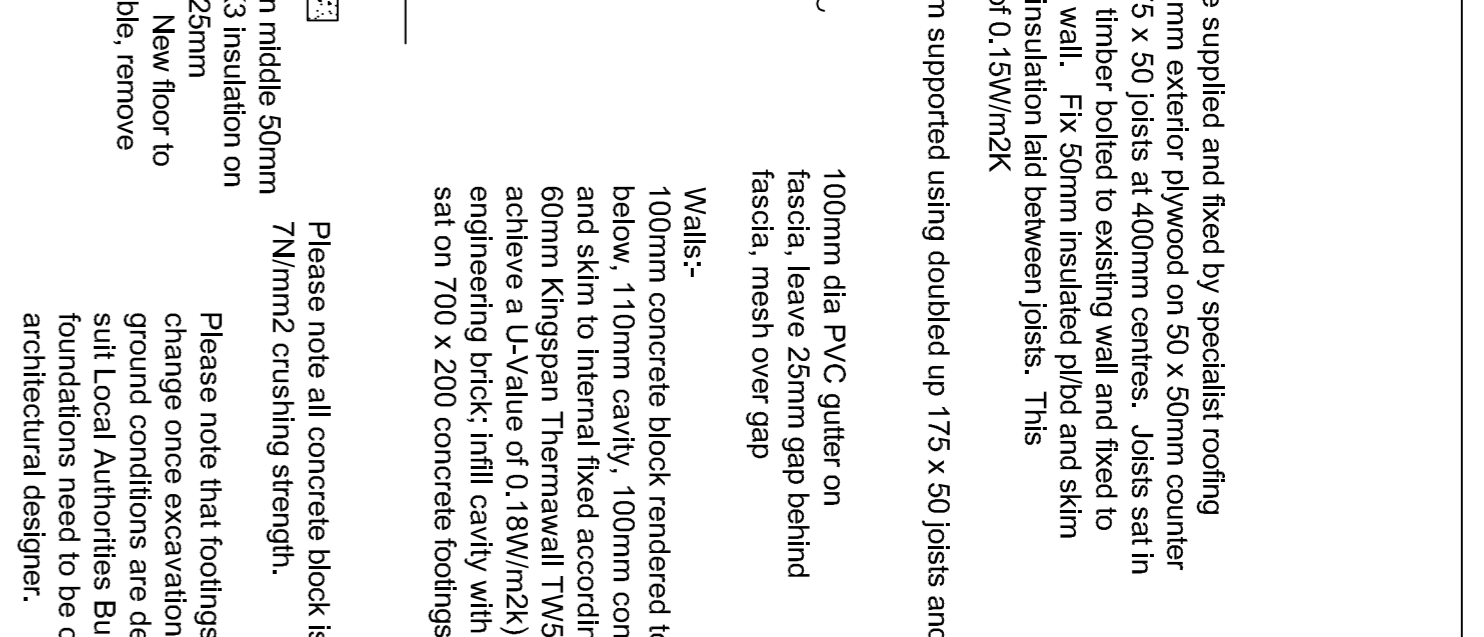 e supplied and fixed by specialist roofing
mm exterior plywood on 50 x 50mm counter
5 x 50 joists at 400mm centres. Joists sat in
timber bolted to existing wall and fixed to
wall. Fix 50mm insulated pl/bd and skim
insulation laid between joists. This
of 0.15W/m2K
m supported using doubled up 175 x 50 joists and
100mm dia PVC gutter on
fascia, leave 25mm gap behind
fascia, mesh over gap
Walls:-
100mm concrete block rendered to
below, 110mm cavity, 100mm con
and skim to internal fixed accordin
60mm Kingspan Thermawall TW5
achieve a U-Value of 0.18W/m2k)
engineering brick; infill cavity with
sat on 700 x 200 concrete footings
n middle 50mm
3 insulation on
25mm
New floor to
ble, remove
Please note all concrete block is
7N/mm2 crushing strength.
Please note that footings
change once excavation
ground conditions are de
suit Local Authorities Bu
foundations need to be d
architectural designer.